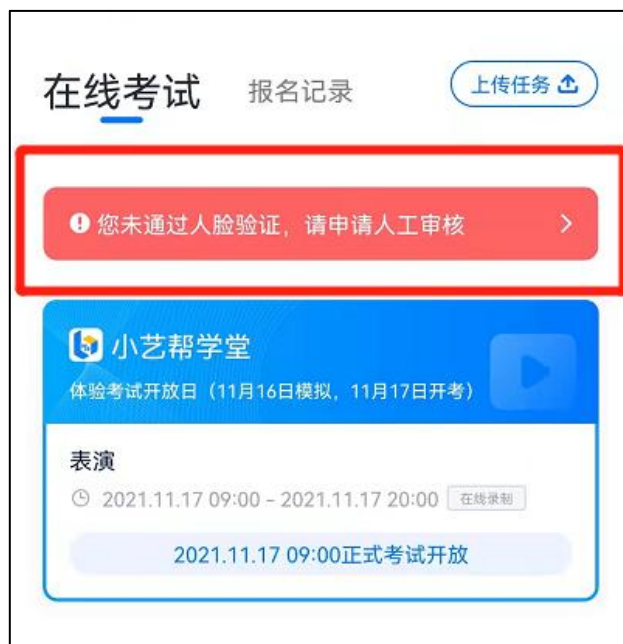 在线考试 报名记录 上传任务
您未通过人脸验证，请申请人工审核
小艺帮学堂
体验考试开放日（11月16日模拟，11月17日开考）
表演
2021.11.17 09:00 - 2021.11.17 20:00 在线录制
2021.11.17 09:00正式考试开放